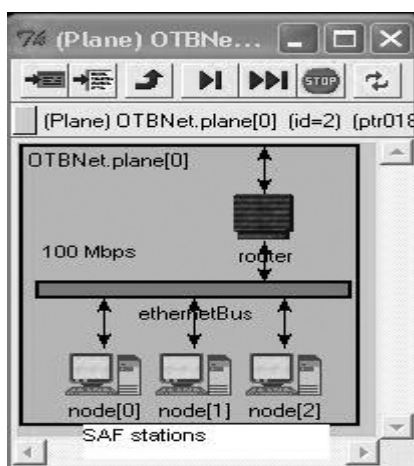 (Plane) OTBNe...
STOP
(Plane) OTBNet.plane[0] (id=2) (ptr018
OTBNet.plane[0]
100 Mbps
router
ethernetBus
node[0] node[1] node[2]
SAF stations